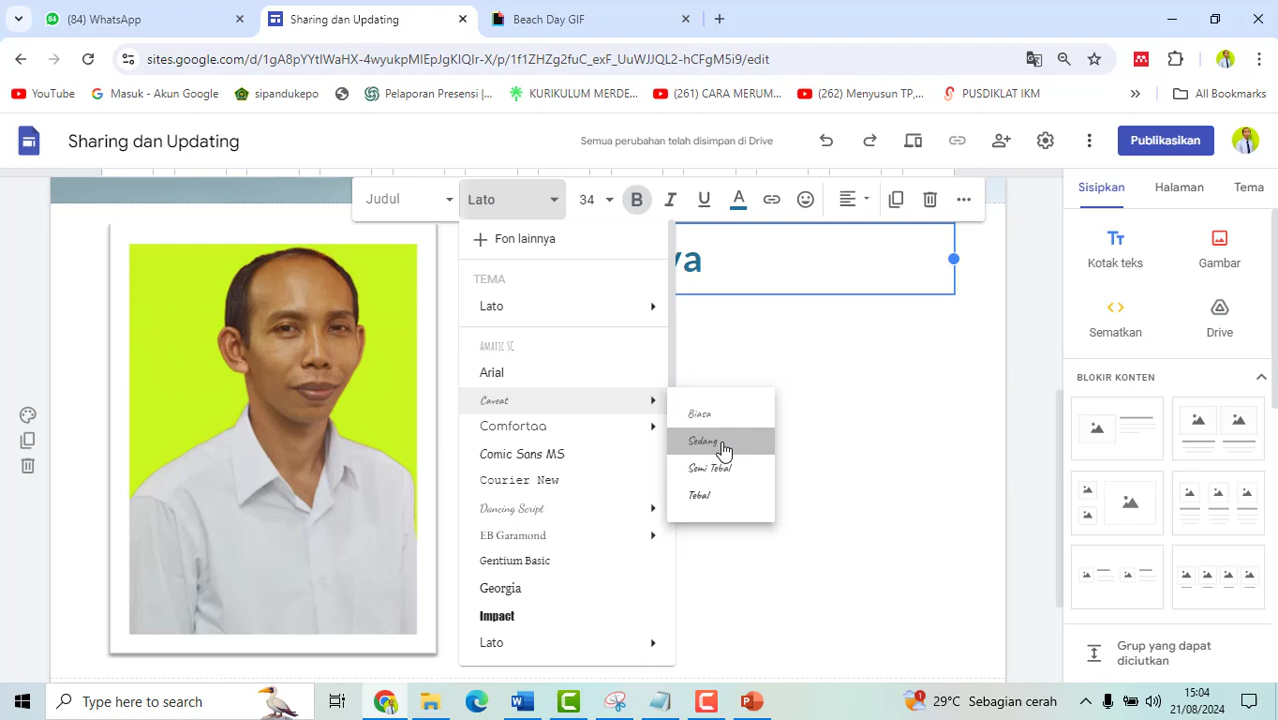 (84) WhatsApp
Sharing dan Updating
Beach Day GIF
sites.google.com/d/1gA8pYYtlWaHX-4wyukpMIEpxgKIQIr-X/p/1f1ZHZg2fuC_exF_UuWJJQL2-hCFgM5i9/edit
YouTube
Masuk - Akun Google
sipandukepo
Pelaporan Presensi |...
KURIKULUM MERDE...
(261) CARA MERUM...
(262) Menyusun TP,...
PUSDIKLAT IKM
All Bookmarks
Sharing dan Updating
Semua perubahan telah disimpan di Drive
Publikasikan
Judul
Lato
34
B
I
U
A
Sisipkan
Halaman
Tema
ya
Fon lainnya
TEMA
Lato
Amatic SC
Arial
Caveat
Comfortaa
Comic Sans MS
Courier New
Dancing Script
EB Garamond
Gentium Basic
Georgia
Impact
Lato
Biasa
Sedang
Semi Tebal
Tebal
Tт
Kotak teks
Gambar
Sematkan
Drive
BLOKIR KONTEN
Grup yang dapat
diciutkan
Type here to search
1
29°C Sebagian cerah
15:04
21/08/2024